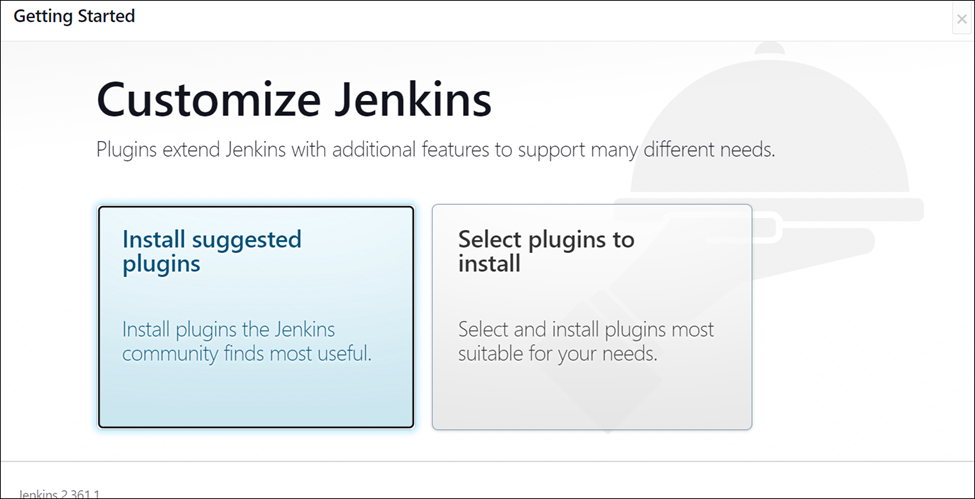 Getting Started
Customize Jenkins
Plugins extend Jenkins with additional features to support many different needs.
Install suggested
plugins
Install plugins the Jenkins
community finds most useful.
Select plugins to
install
Select and install plugins most
suitable for your needs.
Jenkins 2.361.1